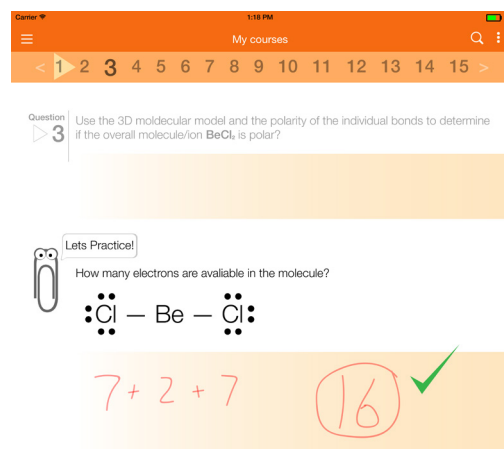 Carrier 1:18 PM
My courses
< 1 2 3 4 5 6 7 8 9 10 11 12 13 14 15 >
Question
3
Use the 3D moldecular model and the polarity of the individual bonds to determine
if the overall molecule/ion BeCl₂ is polar?
Lets Practice!
How many electrons are avaliable in the molecule?
Cl — Be — Cl
7 + 2 + 7 16